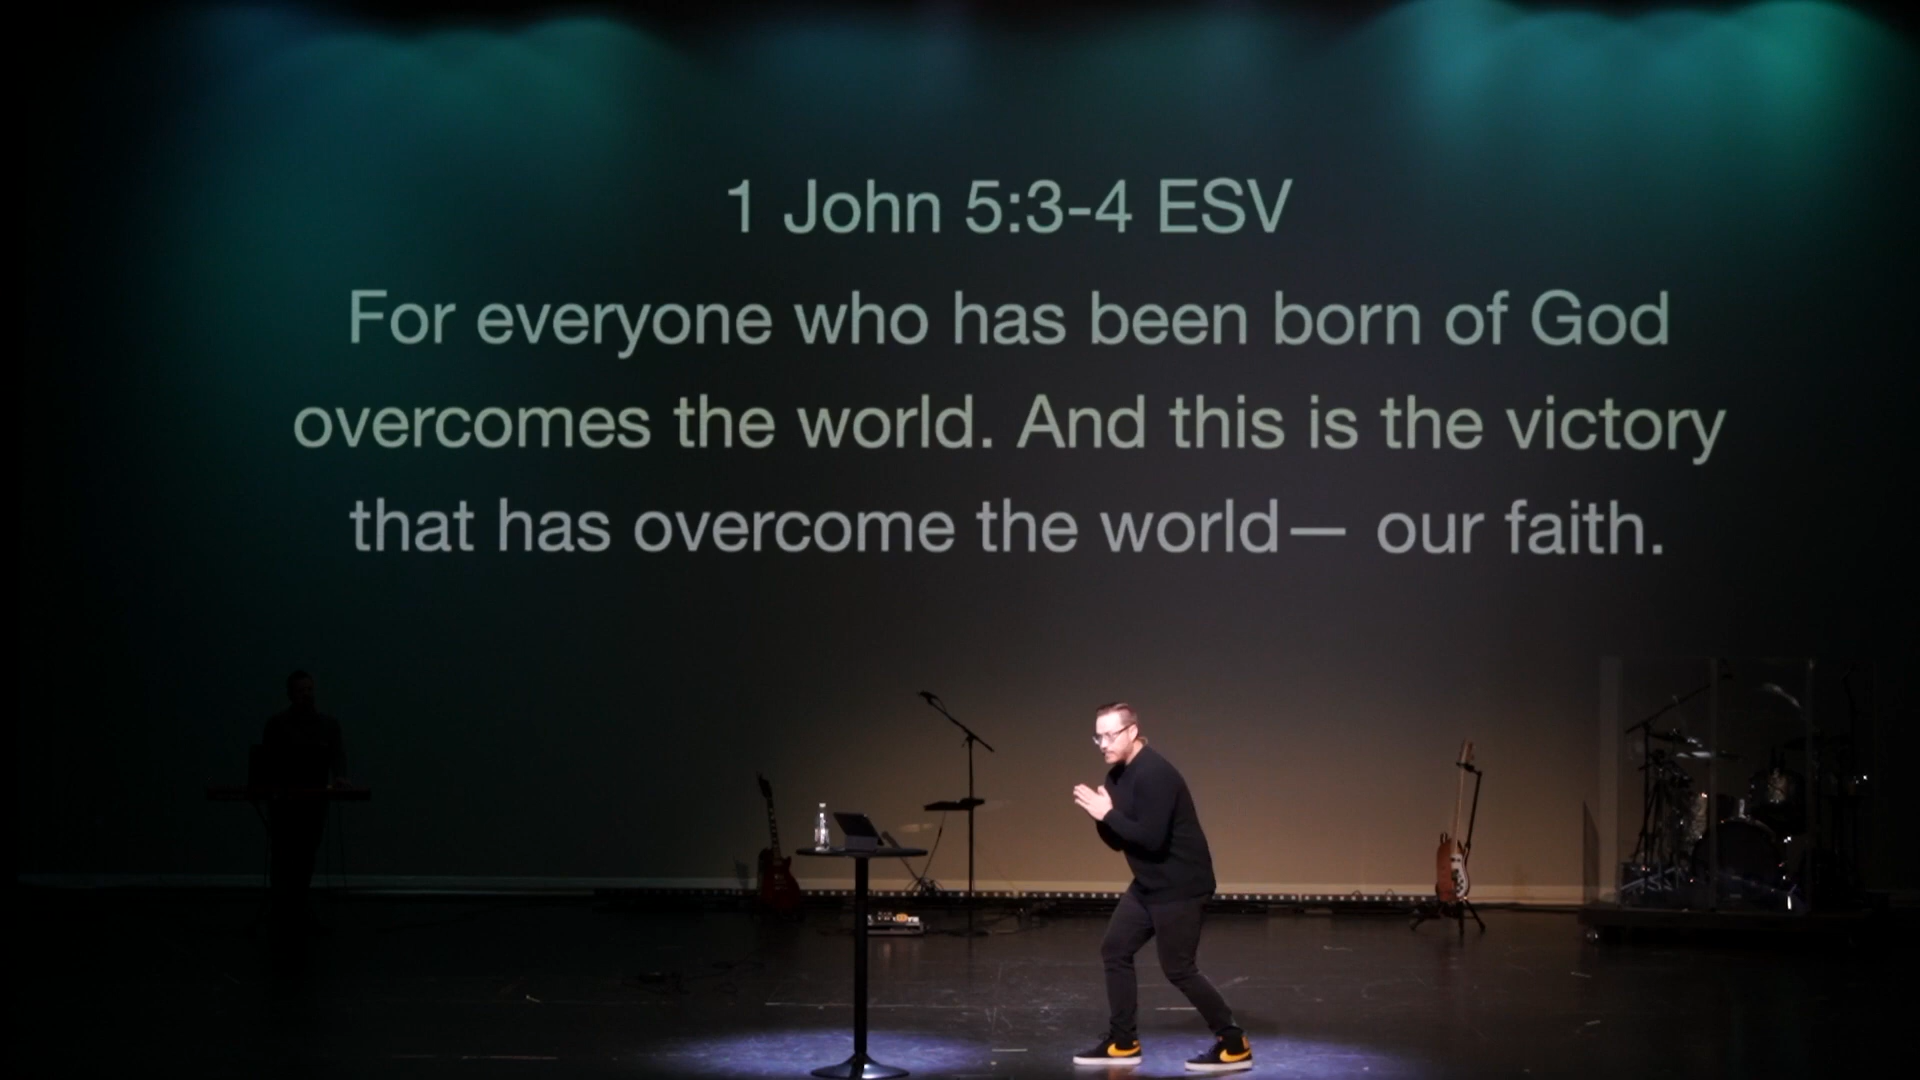 1 John 5:3-4 ESV
For everyone who has been born of God
overcomes the world. And this is the victory
that has overcome the world— our faith.